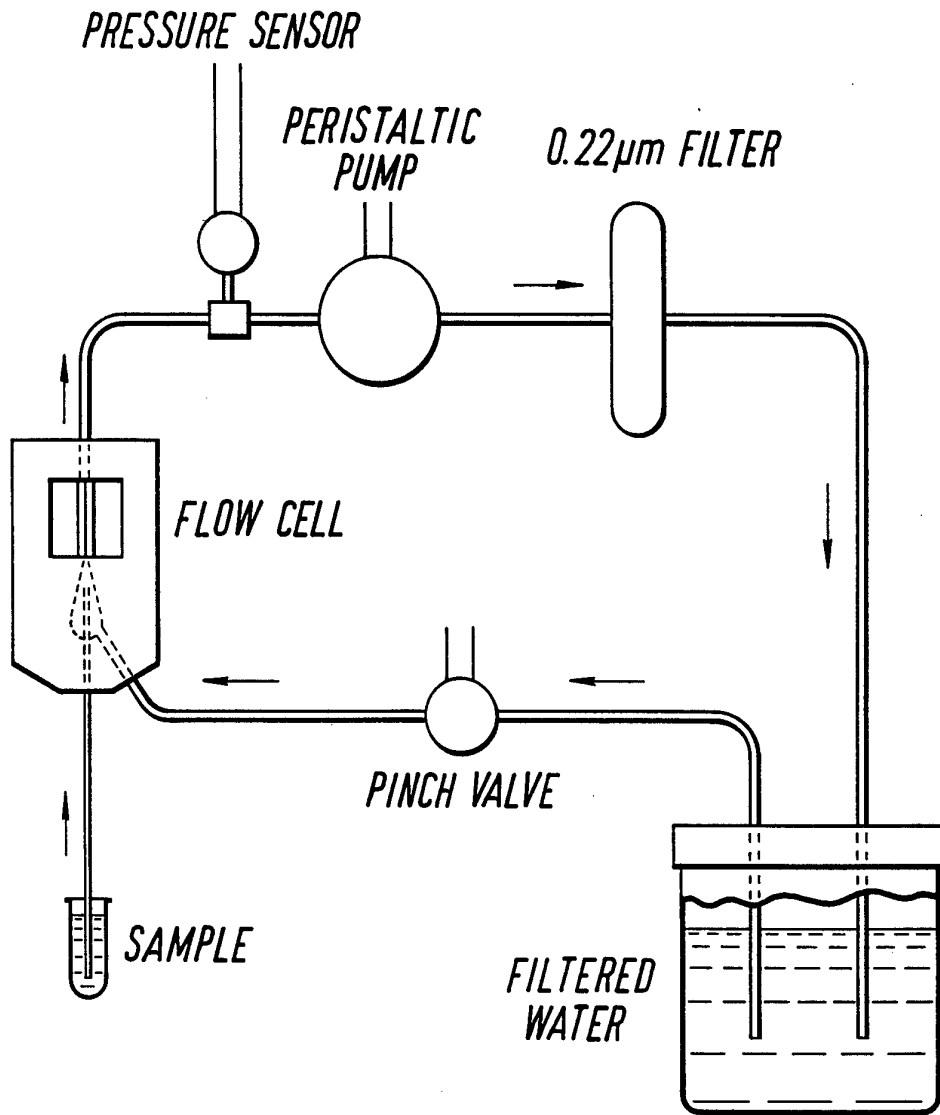 PRESSURE SENSOR
PERISTALTIC
PUMP
0.22µm FILTER
FLOW CELL
PINCH VALVE
SAMPLE
FILTERED
WATER